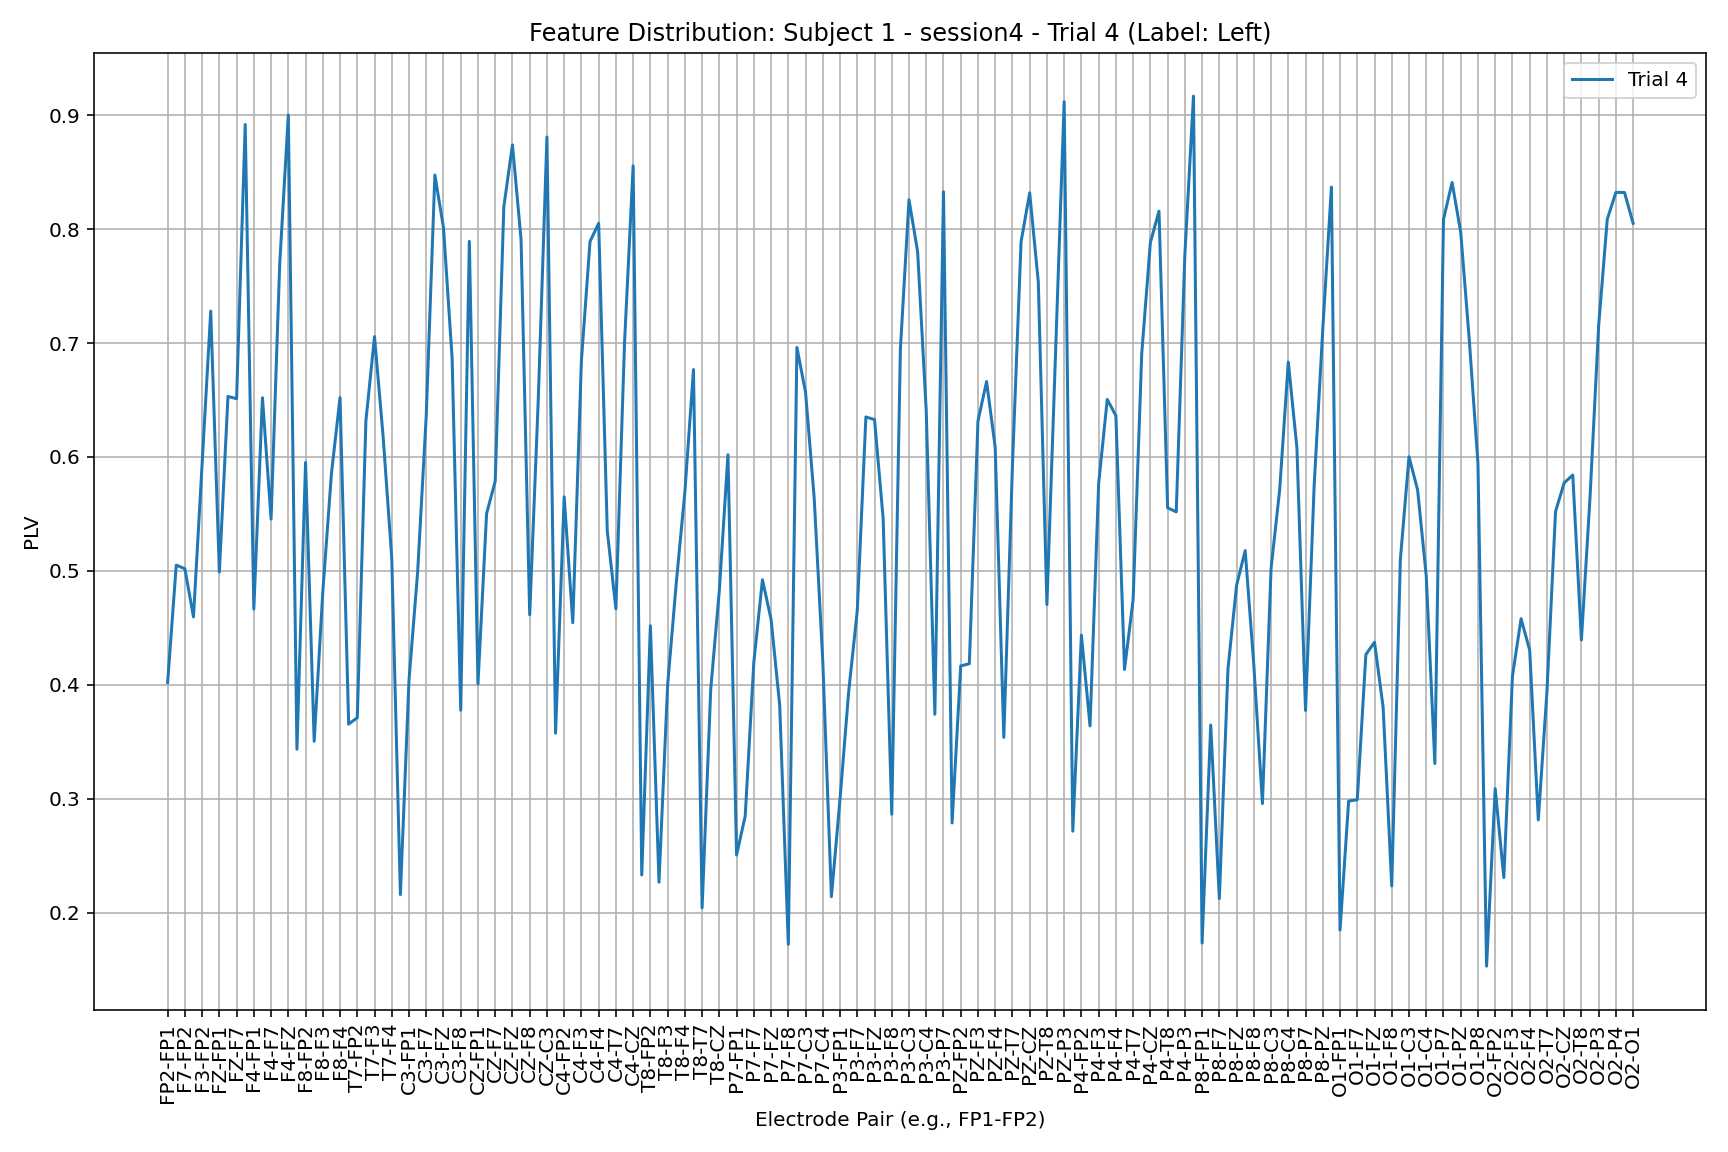 Feature Distribution: Subject 1 - session4 - Trial 4 (Label: Left)
Trial 4
PLV
0.9
0.8
0.7
0.6
0.5
0.4
0.3
0.2
FP2-FP1
F7-FP2
F3-FP2
FZ-FP1
FZ-F7
F4-FP1
F4-F7
F4-FZ
F8-FP2
F8-F3
F8-F4
T7-FP2
T7-F3
T7-F4
C3-FP1
C3-F7
C3-FZ
C3-F8
CZ-FP1
CZ-F7
CZ-FZ
CZ-F8
CZ-C3
C4-FP2
C4-F3
C4-F4
C4-T7
C4-CZ
T8-FP2
T8-F3
T8-F4
T8-T7
T8-CZ
P7-FP1
P7-F7
P7-FZ
P7-F8
P7-C3
P7-C4
P3-FP1
P3-F7
P3-FZ
P3-F8
P3-C3
P3-C4
P3-P7
PZ-FP2
PZ-F3
PZ-F4
PZ-T7
PZ-CZ
PZ-T8
PZ-P3
P4-FP2
P4-F3
P4-F4
P4-T7
P4-CZ
P4-T8
P4-P3
P8-FP1
P8-F7
P8-FZ
P8-F8
P8-C3
P8-C4
P8-P7
P8-PZ
O1-FP1
O1-F7
O1-FZ
O1-F8
O1-C3
O1-C4
O1-P7
O1-PZ
O1-P8
O2-FP2
O2-F3
O2-F4
O2-T7
O2-CZ
O2-T8
O2-P3
O2-P4
O2-O1
Electrode Pair (e.g., FP1-FP2)